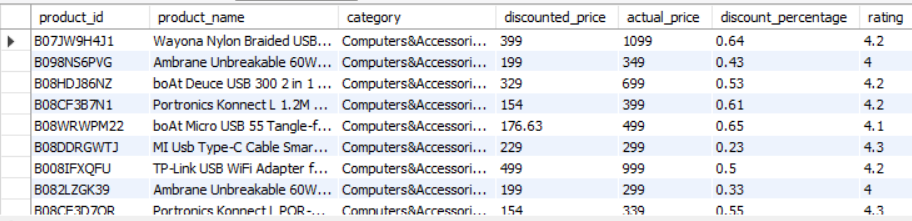 product_id product_name category discounted_price actual_price discount_percentage rating
B07JW9H4J1 Wayona Nylon Braided USB... Computers&Accessori... 399 1099 0.64 4.2
B098NS6PVG Ambrane Unbreakable 60W... Computers&Accessori... 199 349 0.43 4
B08HDJ86NZ boAt Deuce USB 300 2 in 1 ... Computers&Accessori... 329 699 0.53 4.2
B08CF3B7N1 Portronics Konnect L 1.2M ... Computers&Accessori... 154 399 0.61 4.2
B08WRWPM22 boAt Micro USB 55 Tangle-f... Computers&Accessori... 176.63 499 0.65 4.1
B08DDRGWTJ MI Usb Type-C Cable Smar... Computers&Accessori... 229 299 0.23 4.3
B008IFXQFU TP-Link USB WiFi Adapter f... Computers&Accessori... 499 999 0.5 4.2
B082LZGK39 Ambrane Unbreakable 60W... Computers&Accessori... 199 299 0.33 4
B08CF3D7QR Portronics Konnect L POR-... Computers&Accessori... 154 339 0.55 4.3